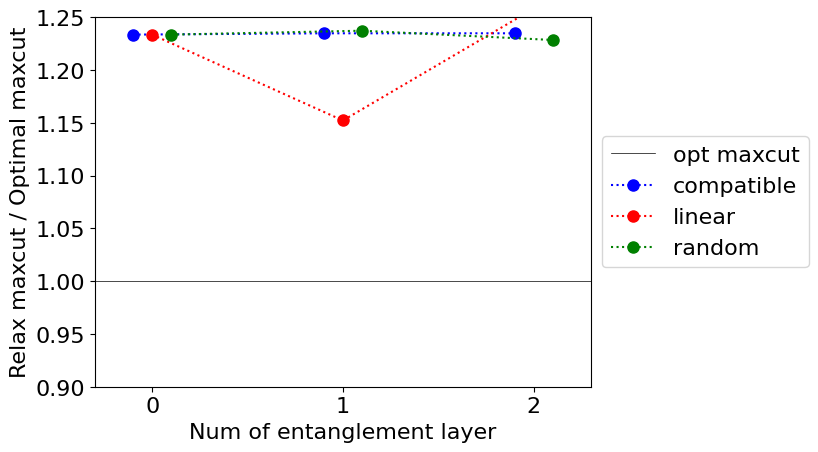 Relax maxcut / Optimal maxcut
1.25
1.20
1.15
1.10
1.05
1.00
0.95
0.90
0
1
2
Num of entanglement layer
opt maxcut
compatible
linear
random